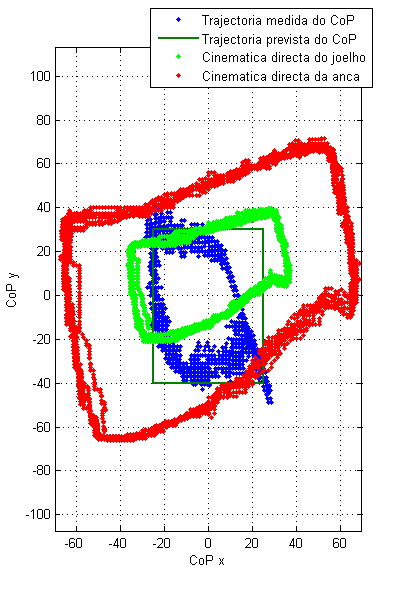 Trajectoria medida do CoP
Trajectoria prevista do CoP
Cinematica directa do joelho
Cinematica directa da anca
100
80
60
40
20
0
-20
-40
-60
-80
-100
CoP y
-60 -40 -20 0 20 40 60
CoP x